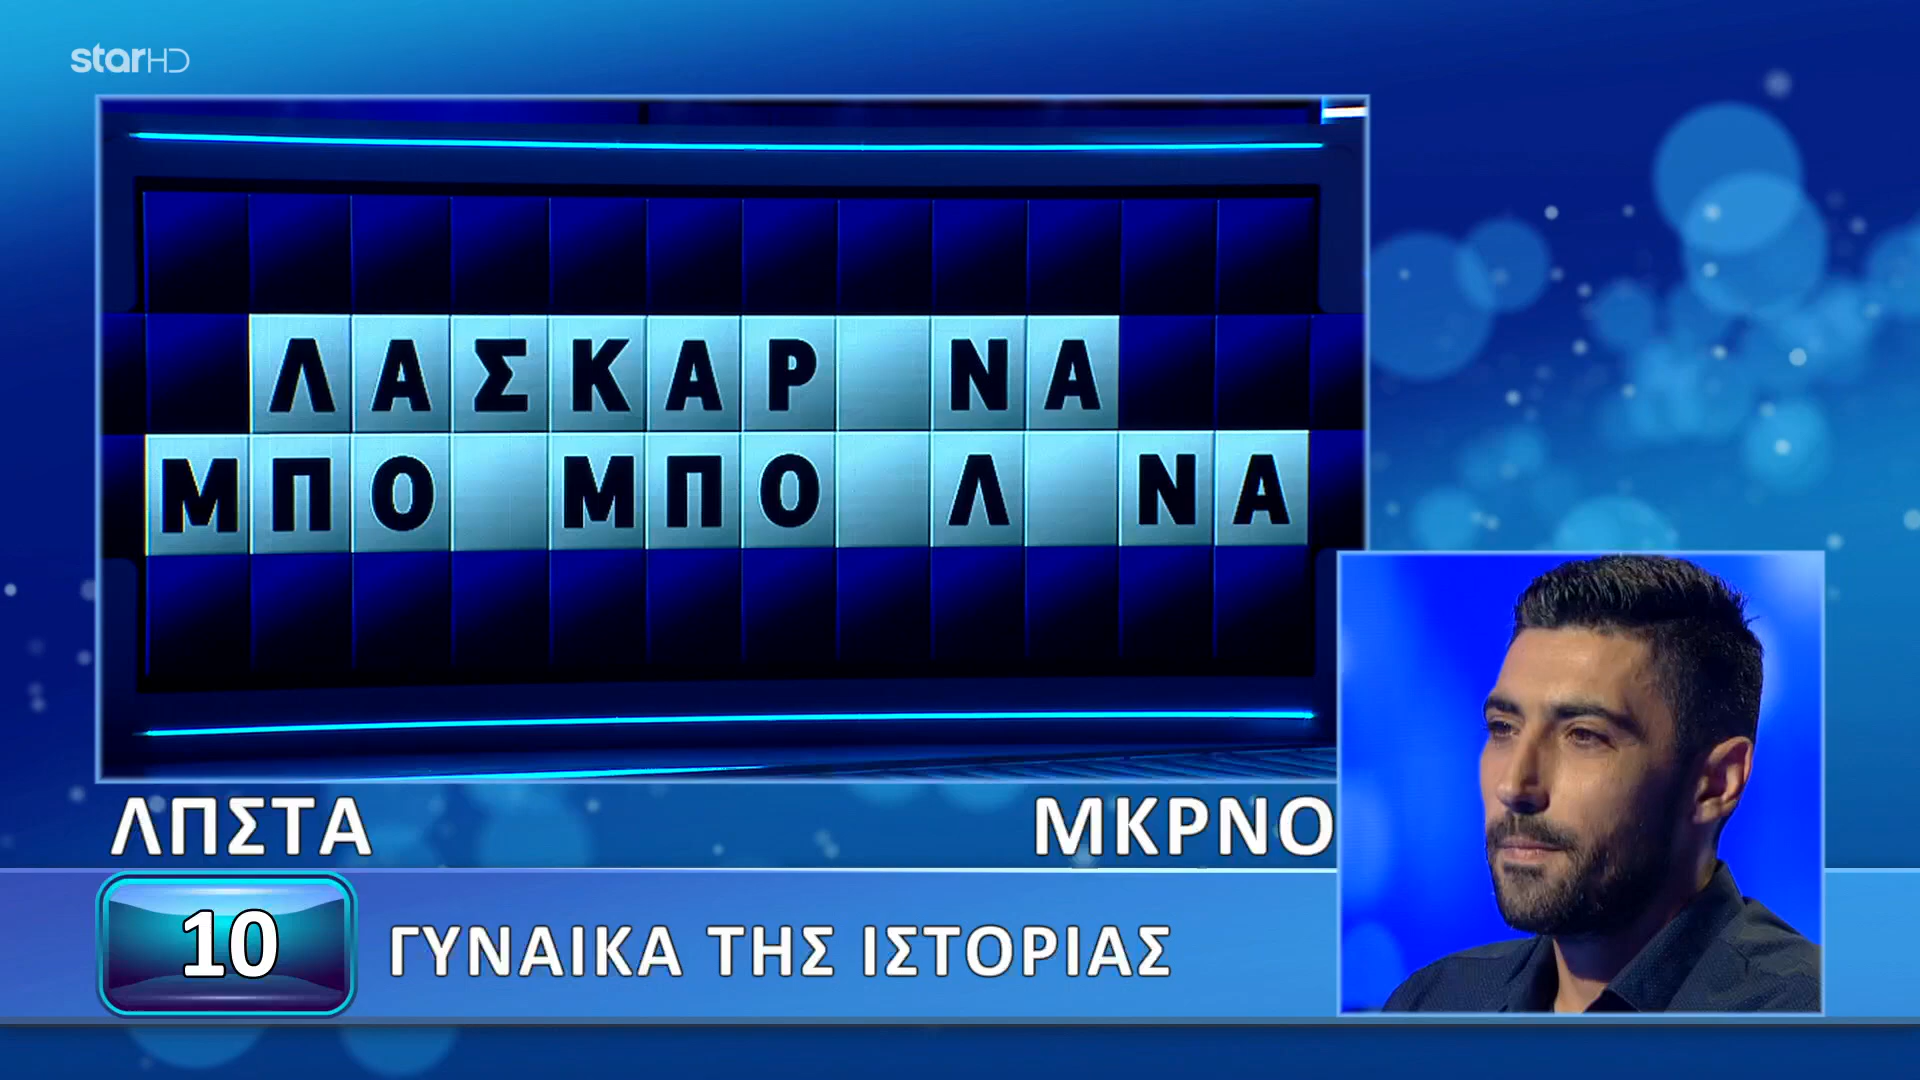 starHD
ΛΑΣΚΑΡ ΝΑ
ΜΠΟ ΜΠΟ Λ ΝΑ
ΛΠΣΤΑ ΜΚΡΝΟ
10 ΓΥΝΑΙΚΑ ΤΗΣ ΙΣΤΟΡΙΑΣ